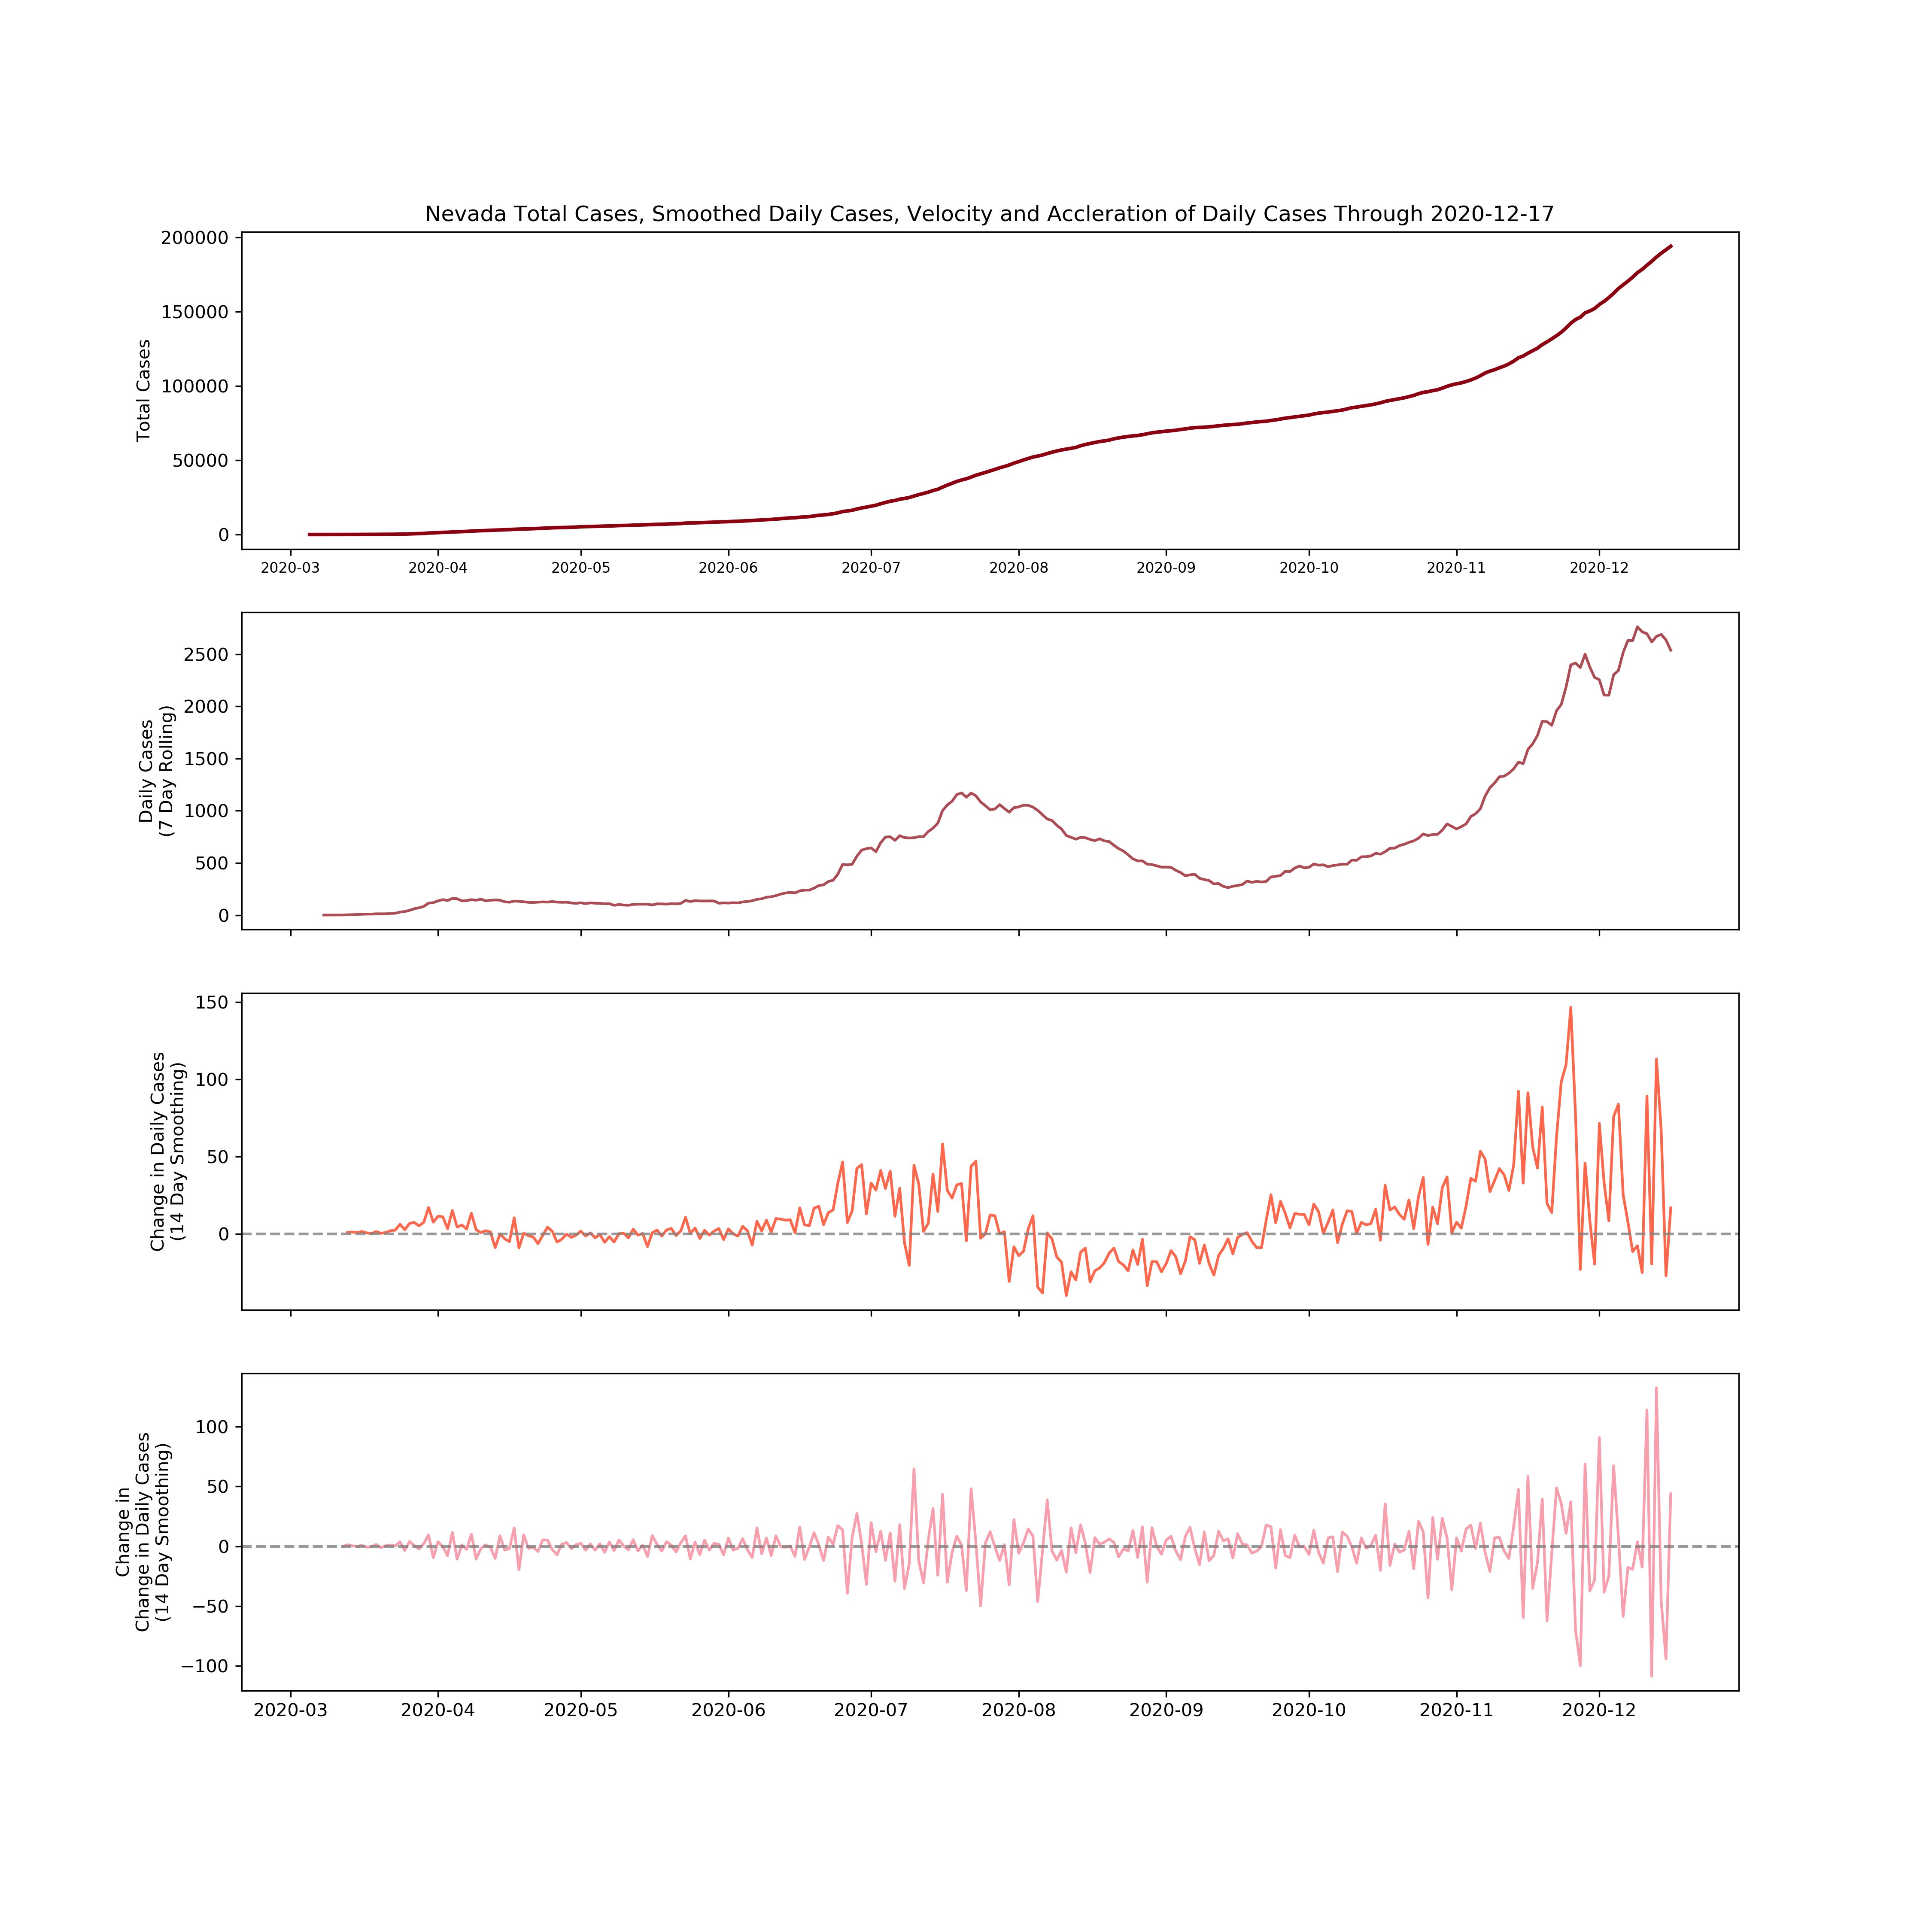 Nevada Total Cases, Smoothed Daily Cases, Velocity and Accleration of Daily Cases Through 2020-12-17
Total Cases
200000
150000
100000
50000
0
2020-03 2020-04 2020-05 2020-06 2020-07 2020-08 2020-09 2020-10 2020-11 2020-12
Daily Cases
(7 Day Rolling)
2500
2000
1500
1000
500
0
Change in Daily Cases
(14 Day Smoothing)
150
100
50
0
Change in
Change in Daily Cases
(14 Day Smoothing)
100
50
0
−50
−100
2020-03 2020-04 2020-05 2020-06 2020-07 2020-08 2020-09 2020-10 2020-11 2020-12